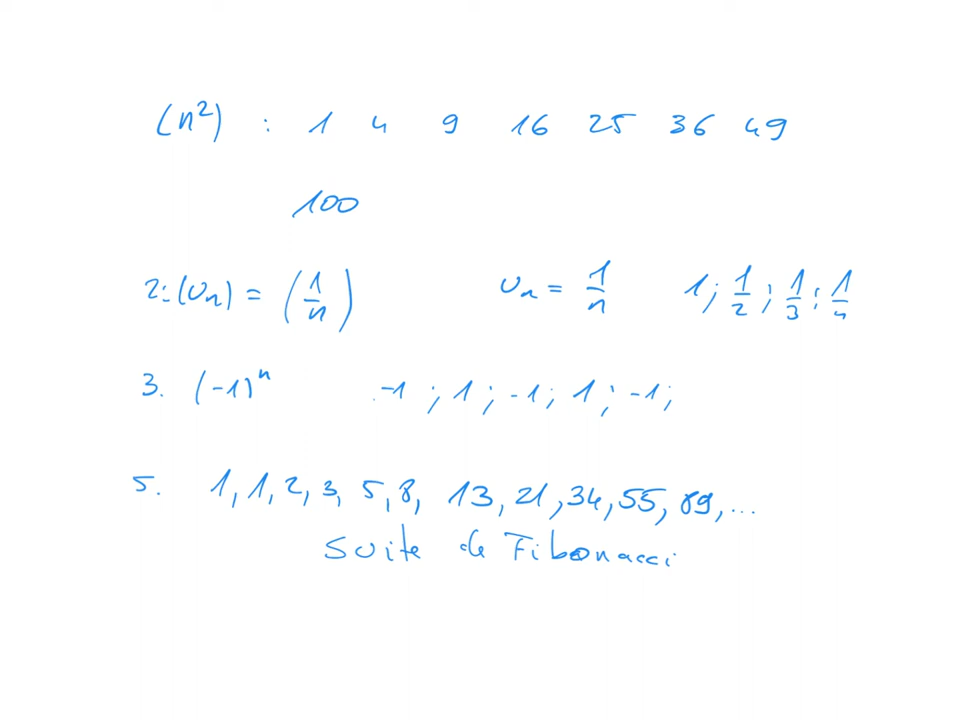 (n²) : 1 4 9 16 25 36 49
100
2.(Un) = (1/n) Un = 1/n 1; 1/2; 1/3; 1/4
3. (-1)ⁿ -1; 1; -1; 1; -1;
5. 1, 1, 2, 3, 5, 8, 13, 21, 34, 55, 89, ...
suite de Fibonacci